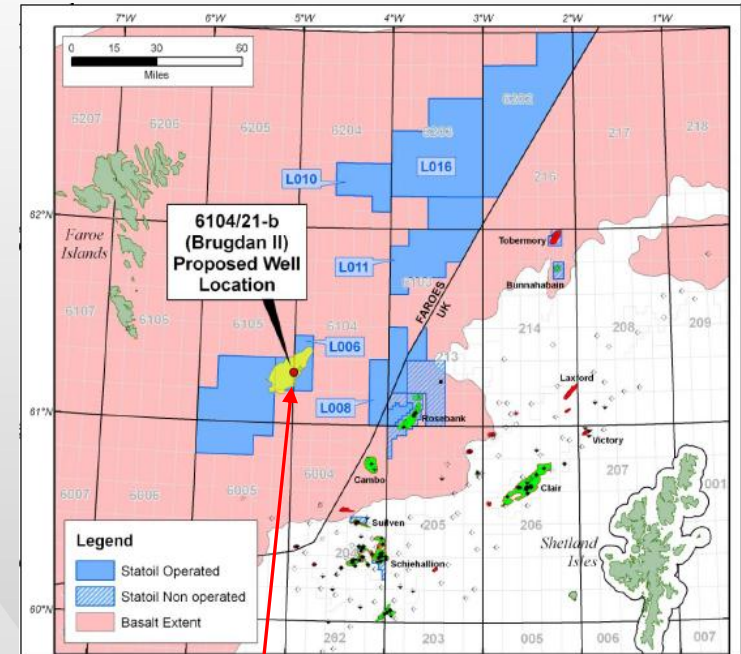 7°W 6°W 5°W 4°W 3°W 2°W 1°W
0 15 30 60
Miles
6207 6206 6205 6204 6203 6202 217 218
L016
216
L010
62°N
6104/21-b
(Brugdan II)
Proposed Well
Location
Faroe
Islands
Tobermory
L011
6103
Bunnahabain
FAROES
UK
6107 6106 6105 6104
214 208 209
L006
213
Laxford
L008
61°N
Rosebank
Victory
6007 6006 6005 6004
Cambo
Clair
207
001
206
205
Suilven
Shetland
Isles
204
Schiehallion
Legend
Statoil Operated
Statoil Non operated
Basalt Extent
60°N
202 203 005 006 007